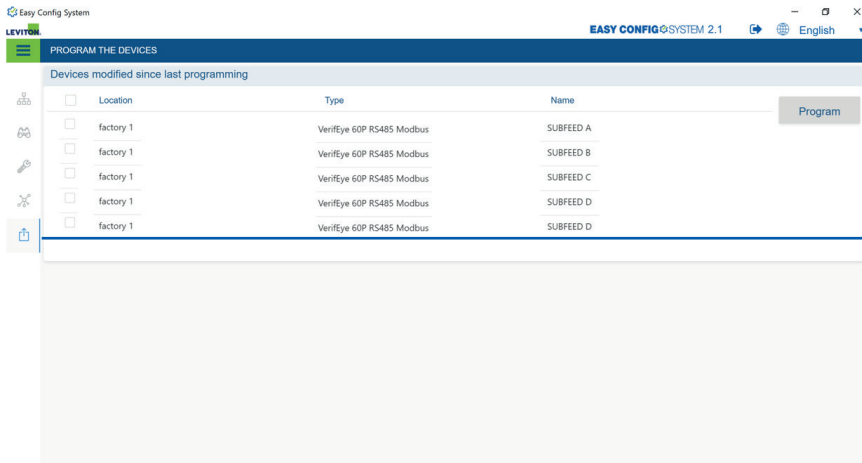 Easy Config System
LEVITON.
EASY CONFIG SYSTEM 2.1 English
PROGRAM THE DEVICES
Devices modified since last programming
Location Type Name
Program
factory 1 VerifEye 60P RS485 Modbus SUBFEED A
factory 1 VerifEye 60P RS485 Modbus SUBFEED B
factory 1 VerifEye 60P RS485 Modbus SUBFEED C
factory 1 VerifEye 60P RS485 Modbus SUBFEED D
factory 1 VerifEye 60P RS485 Modbus SUBFEED D